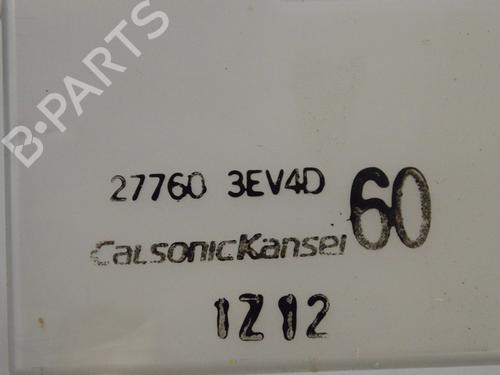 B-PARTS
27760 3EV4D
60
CalsonicKansei
1Z12